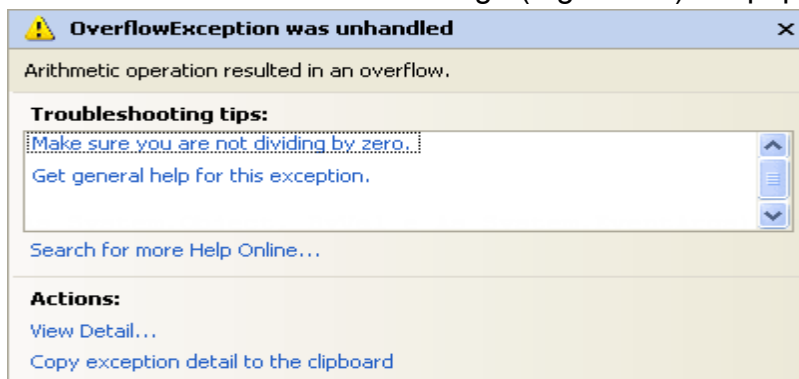 OverflowException was unhandled
Arithmetic operation resulted in an overflow.
Troubleshooting tips:
Make sure you are not dividing by zero.
Get general help for this exception.
Search for more Help Online...
Actions:
View Detail...
Copy exception detail to the clipboard